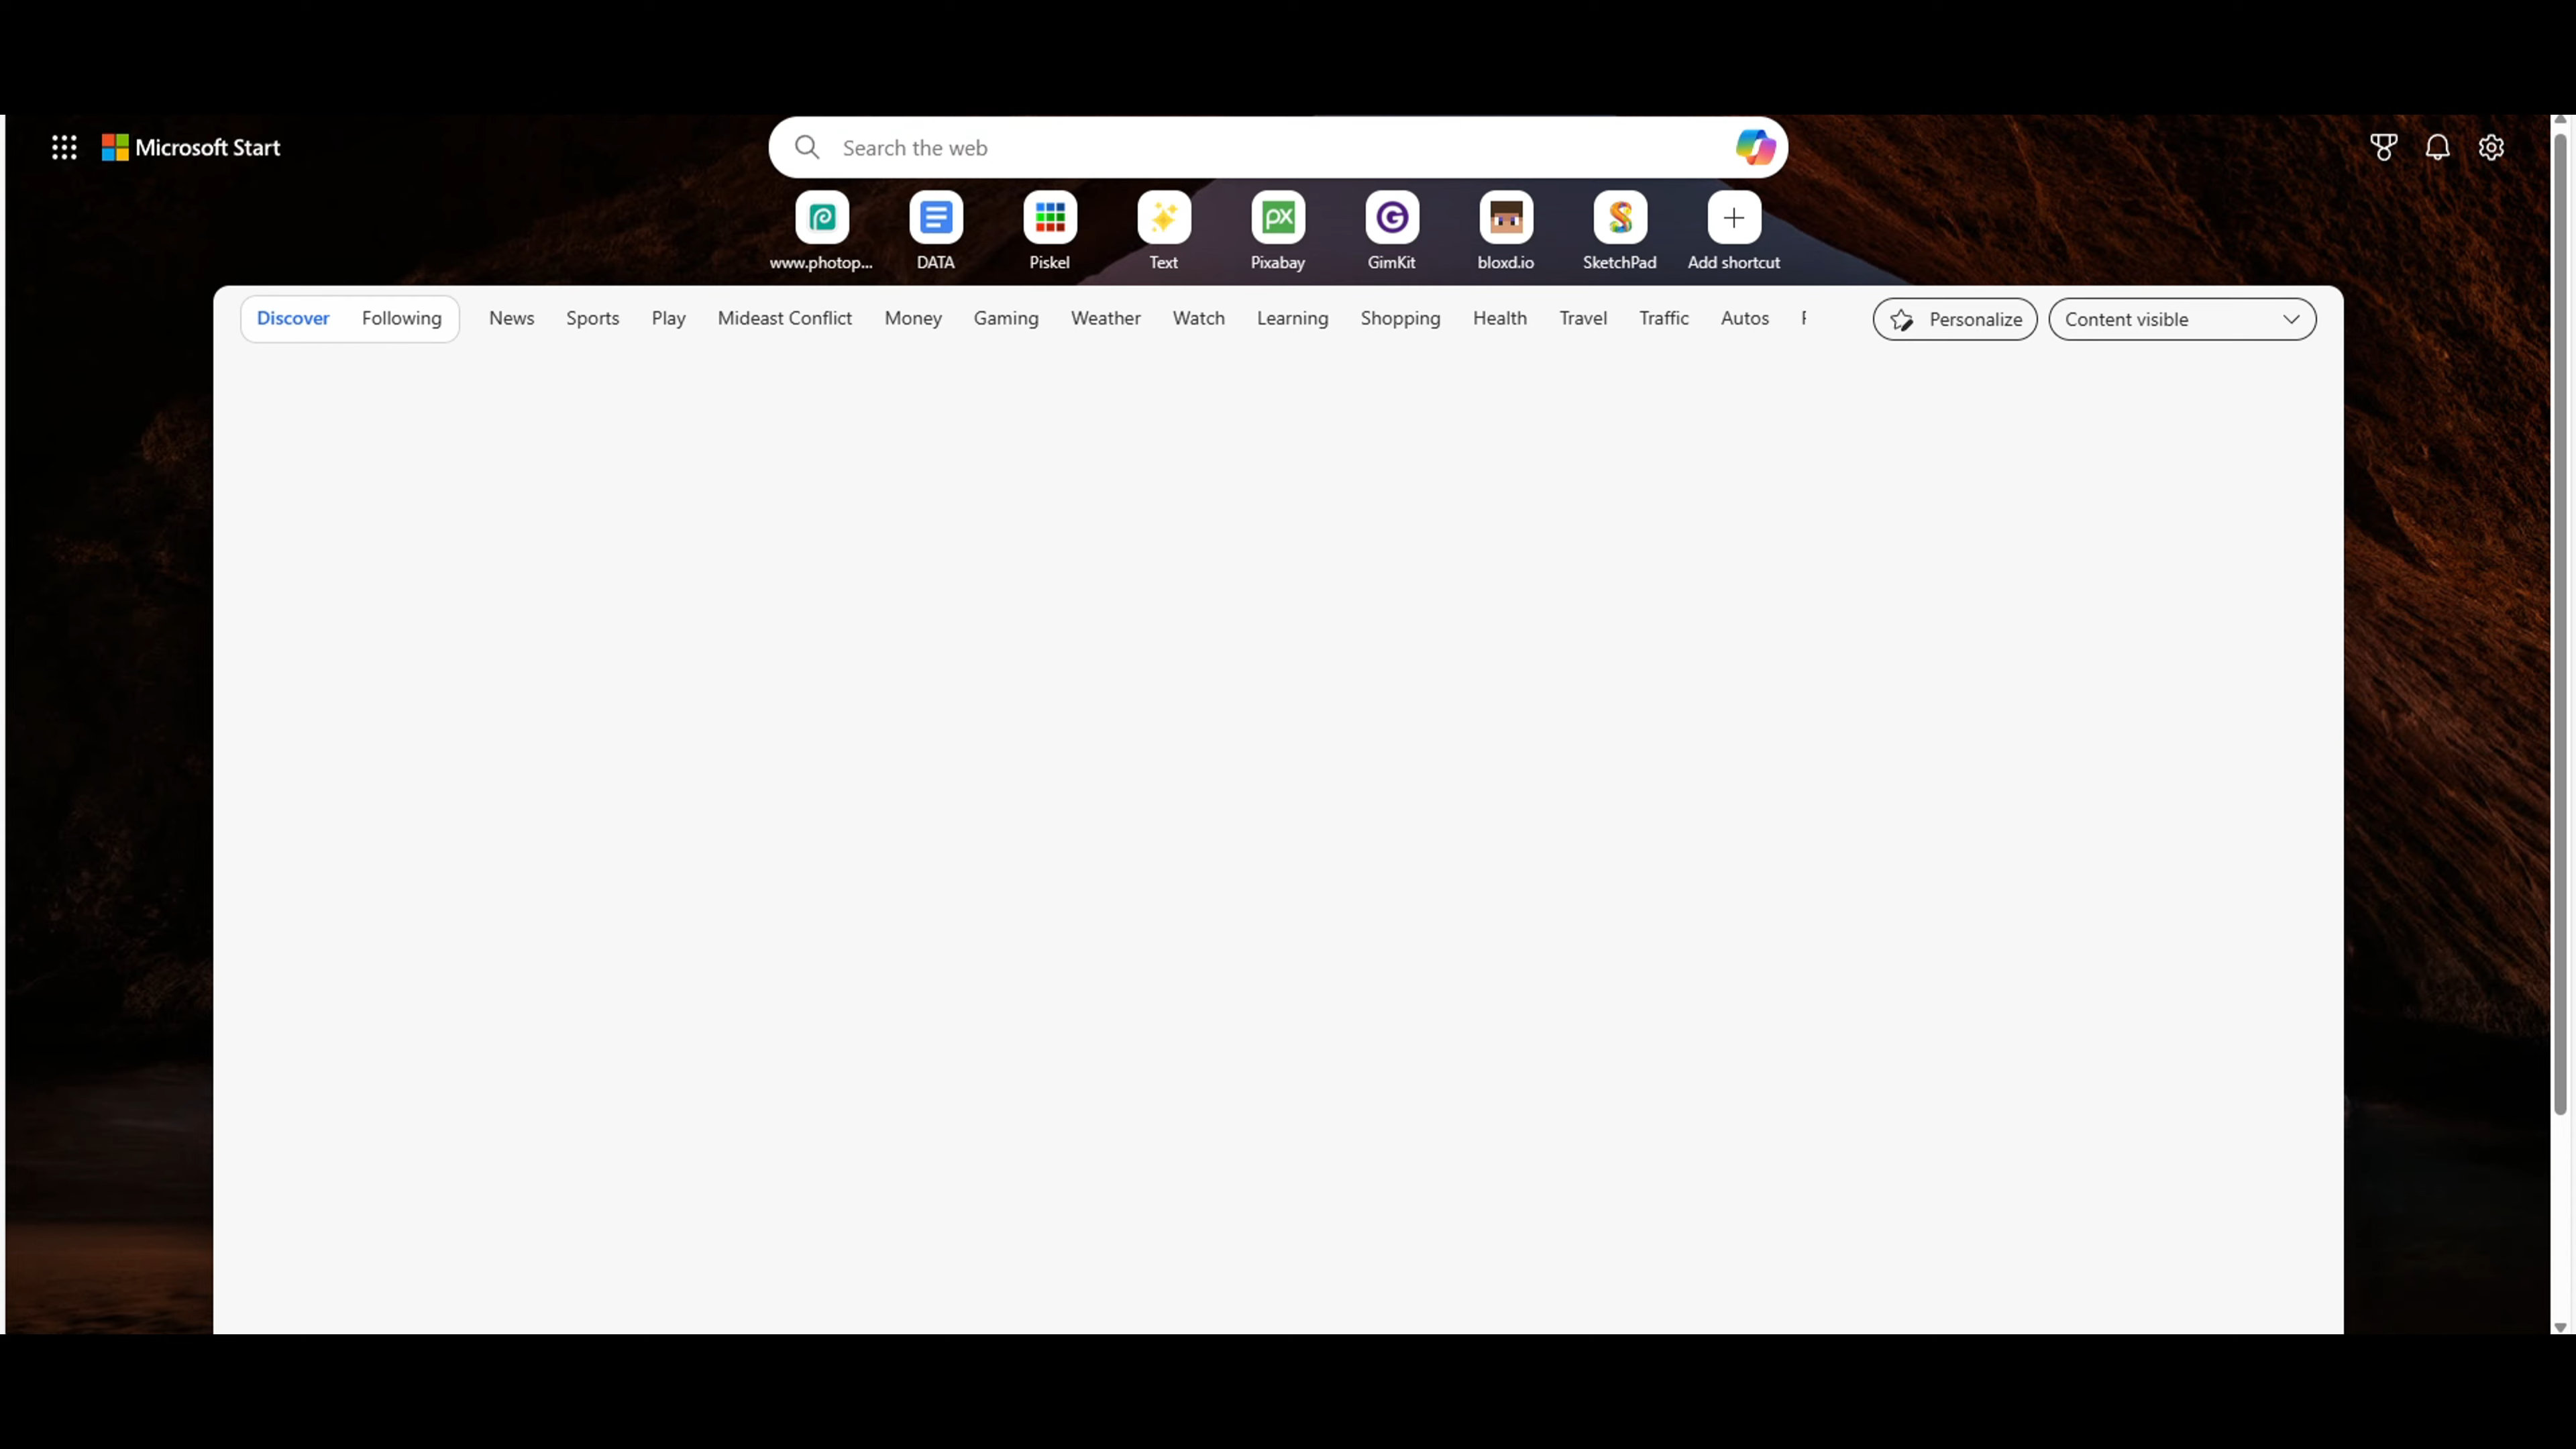 Microsoft Start
Search the web
www.photop...
DATA
Piskel
Text
Pixabay
GimKit
bloxd.io
SketchPad
Add shortcut
Discover Following News Sports Play Mideast Conflict Money Gaming Weather Watch Learning Shopping Health Travel Traffic Autos Personalize Content visible